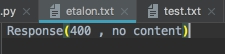 .py etalon.txt test.txt
Response(400 , no content)